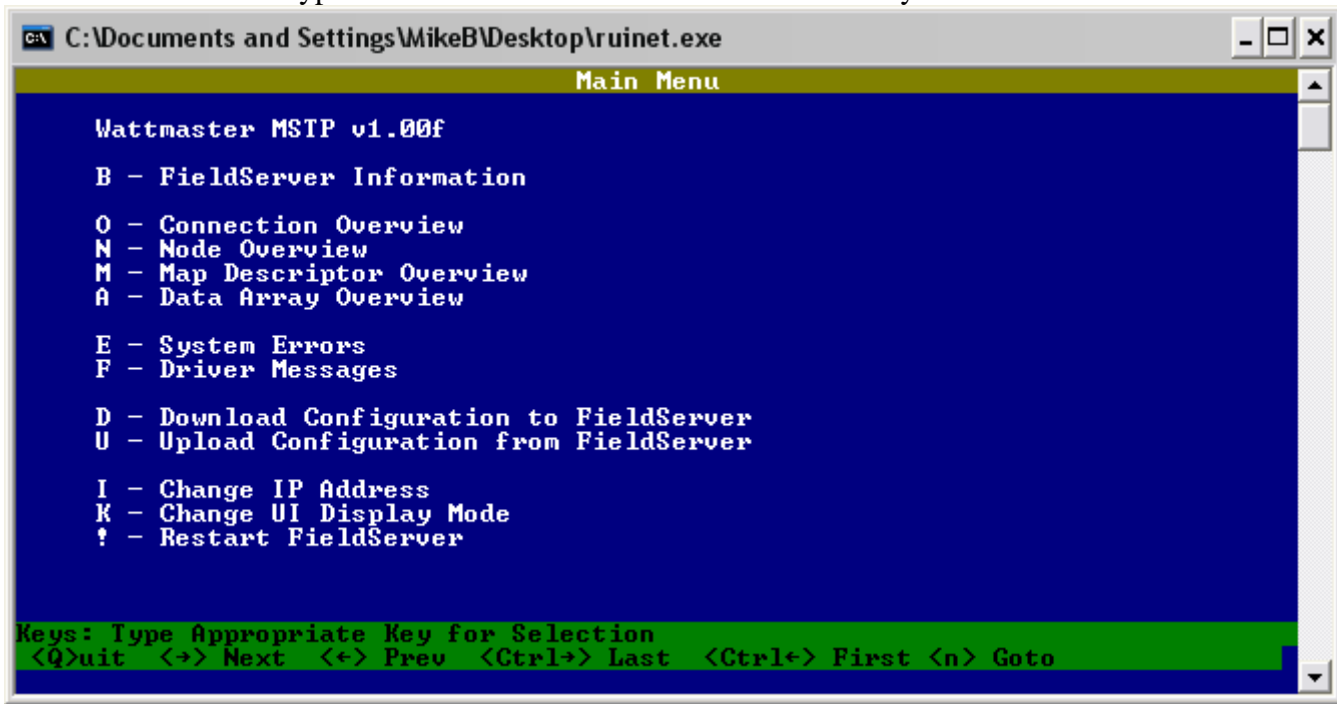 C:\Documents and Settings\MikeB\Desktop\ruinet.exe
Main Menu
Wattmaster MSTP v1.00f
B - FieldServer Information
O - Connection Overview
N - Node Overview
M - Map Descriptor Overview
A - Data Array Overview
E - System Errors
F - Driver Messages
D - Download Configuration to FieldServer
U - Upload Configuration from FieldServer
I - Change IP Address
K - Change UI Display Mode
! - Restart FieldServer
Keys: Type Appropriate Key for Selection
<Q>uit <→> Next <←> Prev <Ctrl→> Last <Ctrl←> First <n> Goto